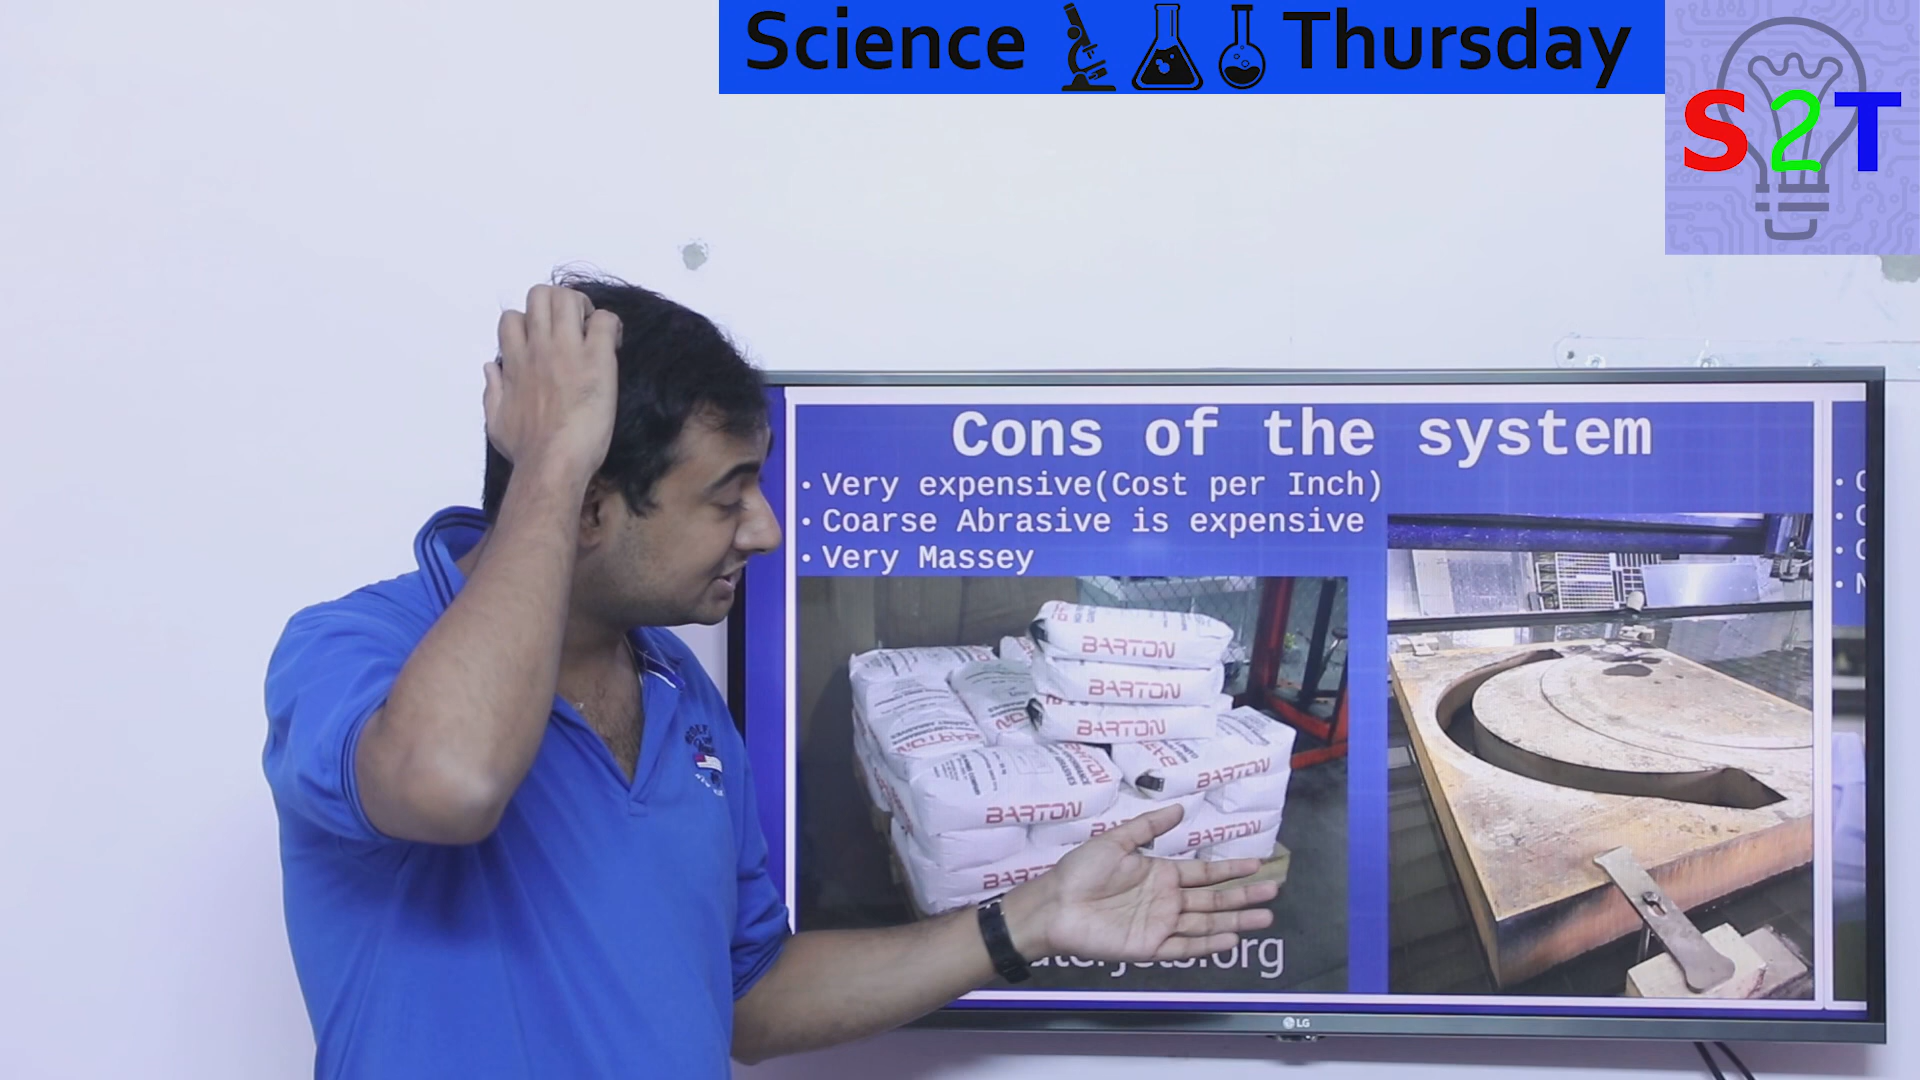 Science Thursday
S2T
Cons of the system
• Very expensive(Cost per Inch)
• Coarse Abrasive is expensive
• Very Massey
BARTON
BARTON
BARTON
BARTON
BARTON
BARTON
BARTON
LG